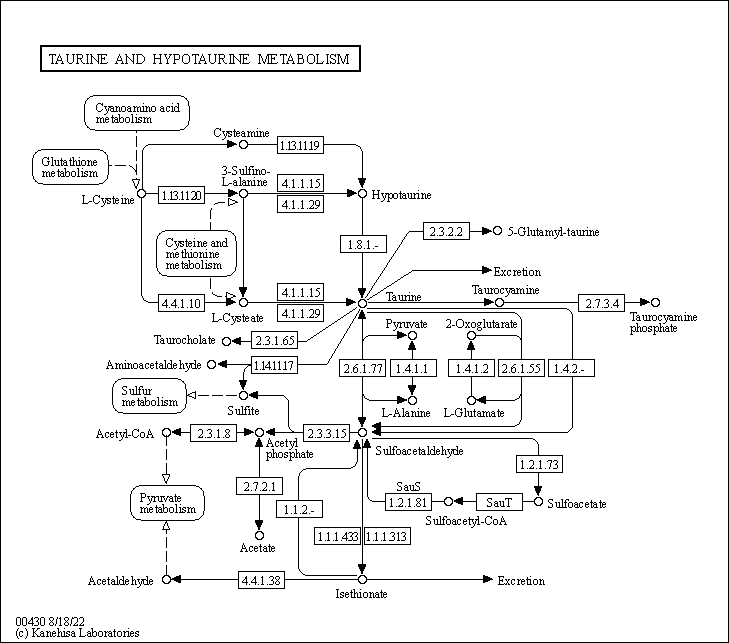 TAURINE AND HYPOTAURINE METABOLISM
Cyanoamino acid
metabolism
Cysteamine
1.13.11.19
Glutathione
metabolism
3-Sulfino-
L-alanine
4.1.1.15
L-Cysteine
1.13.11.20
Hypotaurine
4.1.1.29
Cysteine and
methionine
metabolism
1.8.1.-
2.3.2.2
5-Glutamyl-taurine
Excretion
4.1.1.15
Taurine
Taurocyamine
4.4.1.10
2.7.3.4
L-Cysteate
4.1.1.29
Taurocyamine
phosphate
Taurocholate
2.3.1.65
Pyruvate
2-Oxoglutarate
Aminoacetaldehyde
1.14.11.17
2.6.1.77
1.4.1.1
1.4.1.2
2.6.1.55
1.4.2.-
Sulfur
metabolism
Sulfite
L-Alanine
L-Glutamate
Acetyl-CoA
2.3.1.8
Acetyl
phosphate
2.3.3.15
Sulfoacetaldehyde
1.2.1.73
2.7.2.1
SauS
1.2.1.81
SauT
Sulfoacetate
Sulfoacetyl-CoA
Pyruvate
metabolism
1.1.2.-
Acetate
1.1.1.433
1.1.1.313
Acetaldehyde
4.4.1.38
Isethionate
Excretion
00430 8/18/22
(c) Kanehisa Laboratories